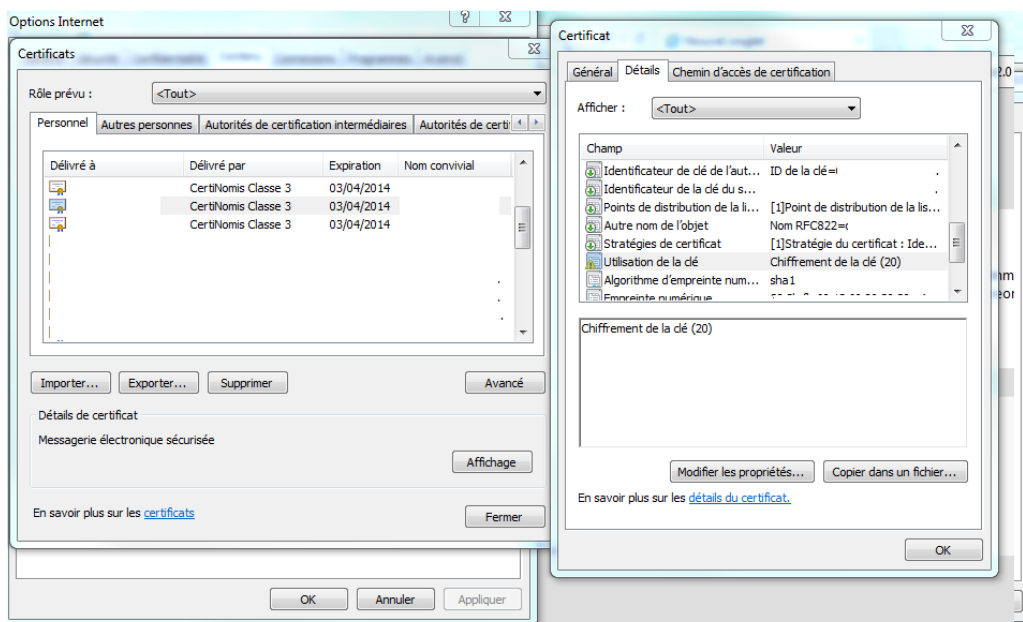 Options Internet
Certificats
Rôle prévu :
<Tout>
Personnel
Autres personnes
Autorités de certification intermédiaires
Autorités de certi
Délivré à Délivré par Expiration Nom convivial
CertiNomis Classe 3 03/04/2014
CertiNomis Classe 3 03/04/2014
CertiNomis Classe 3 03/04/2014
Importer... Exporter... Supprimer Avancé
Détails de certificat
Messagerie électronique sécurisée
Affichage
En savoir plus sur les certificats
Fermer
OK Annuler Appliquer
Certificat
Général Détails Chemin d'accès de certification
Afficher : <Tout>
Champ Valeur
Identificateur de clé de l'aut... ID de la clé=
Identificateur de la clé du s...
Points de distribution de la li... [1]Point de distribution de la lis...
Autre nom de l'objet Nom RFC822=
Stratégies de certificat [1]Stratégie du certificat : Ide...
Utilisation de la clé Chiffrement de la clé (20)
Algorithme d'empreinte num... sha1
Empreinte numérique
Chiffrement de la clé (20)
Modifier les propriétés... Copier dans un fichier...
En savoir plus sur les détails du certificat.
OK
2.0